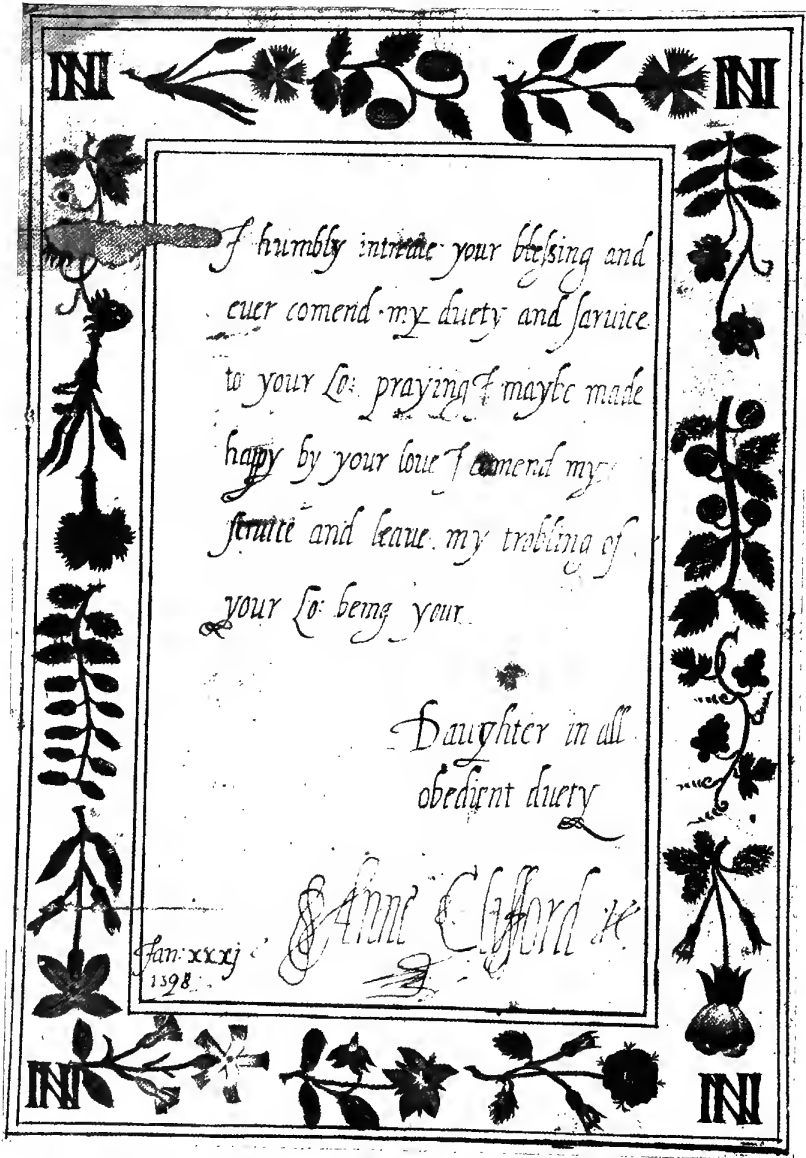 I humbly intreate your blessing and
euer comend my duety and saruice
to your Lo: praying I maybe made
happy by your loue I comend my
seruice and leaue my trobling of
your Lo: being your
Daughter in all
obedient duety
Anne Clifford
Jan: xxxj
1598